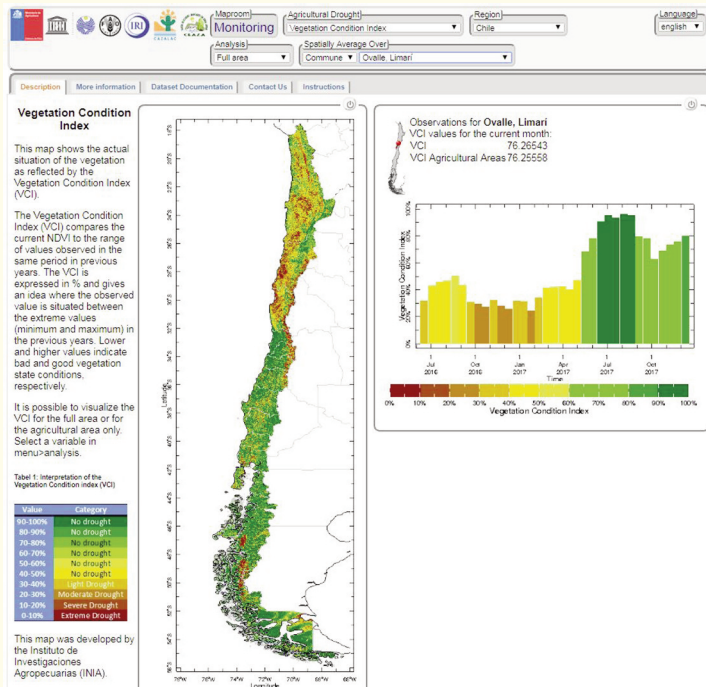 Maproom
Monitoring
Agricultural Drought
Vegetation Condition Index
Region
Chile
Language
english
Analysis
Full area
Spatially Average Over
Commune
Ovalle, Limarí
UNESCO
IRI
CAZALAC
Description
More information
Dataset Documentation
Contact Us
Instructions
Vegetation Condition
Index
This map shows the actual
situation of the vegetation
as reflected by the
Vegetation Condition Index
(VCI).
The Vegetation Condition
Index (VCI) compares the
current NDVI to the range
of values observed in the
same period in previous
years. The VCI is
expressed in % and gives
an idea where the observed
value is situated between
the extreme values
(minimum and maximum) in
the previous years. Lower
and higher values indicate
bad and good vegetation
state conditions,
respectively.
It is possible to visualize the
VCI for the full area or for
the agricultural area only.
Select a variable in
menu>analysis.
Tabel 1: Interpretation of the
Vegetation Condition index (VCI)
Value Category
90-100% No drought
80-90% No drought
70-80% No drought
60-70% No drought
50-60% No drought
40-50% No drought
30-40% Light Drought
20-30% Moderate Drought
10-20% Severe Drought
0-10% Extreme Drought
This map was developed by
the Instituto de
Investigaciones
Agropecuarias (INIA).
Latitude
76°W 74°W 72°W 70°W 68°W 66°W
Longitude
Observations for Ovalle, Limarí
VCI values for the current month:
VCI 76.26543
VCI Agricultural Areas 76.25558
Vegetation Condition Index
100%
80%
60%
40%
20%
0%
Jul Oct Jan Apr Jul Oct
2016 2016 2017 2017 2017 2017
Time
0% 10% 20% 30% 40% 50% 60% 70% 80% 90% 100%
Vegetation Condition Index